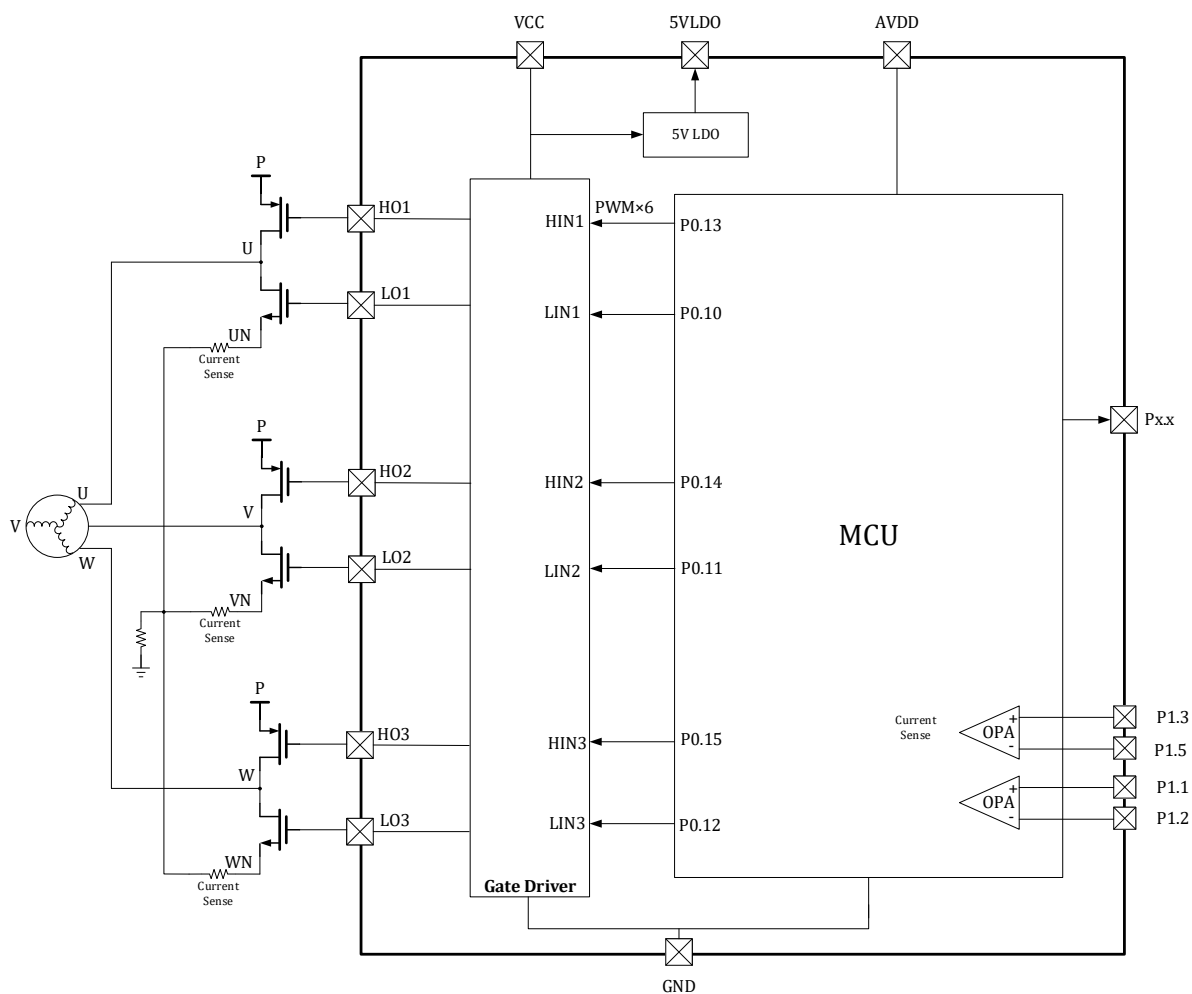 VCC
5VLDO
AVDD
5V LDO
P
HO1
HIN1
PWM×6
P0.13
U
LO1
LIN1
P0.10
UN
Current
Sense
Px.x
P
HO2
HIN2
P0.14
U
V
V
W
MCU
LO2
LIN2
P0.11
VN
Current
Sense
P
HO3
HIN3
P0.15
Current
Sense
OPA
+
-
P1.3
P1.5
W
OPA
+
-
P1.1
P1.2
LO3
LIN3
P0.12
WN
Current
Sense
Gate Driver
GND